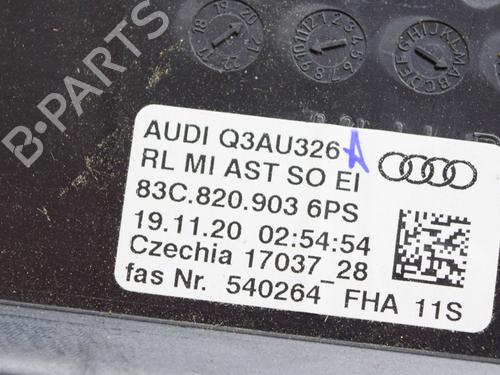 B-PARTS
AUDI Q3AU326 A
RL MI AST SO EI
83C.820.903 6PS
19.11.20 02:54:54
Czechia 17037_28
fas Nr. 540264 FHA 11S